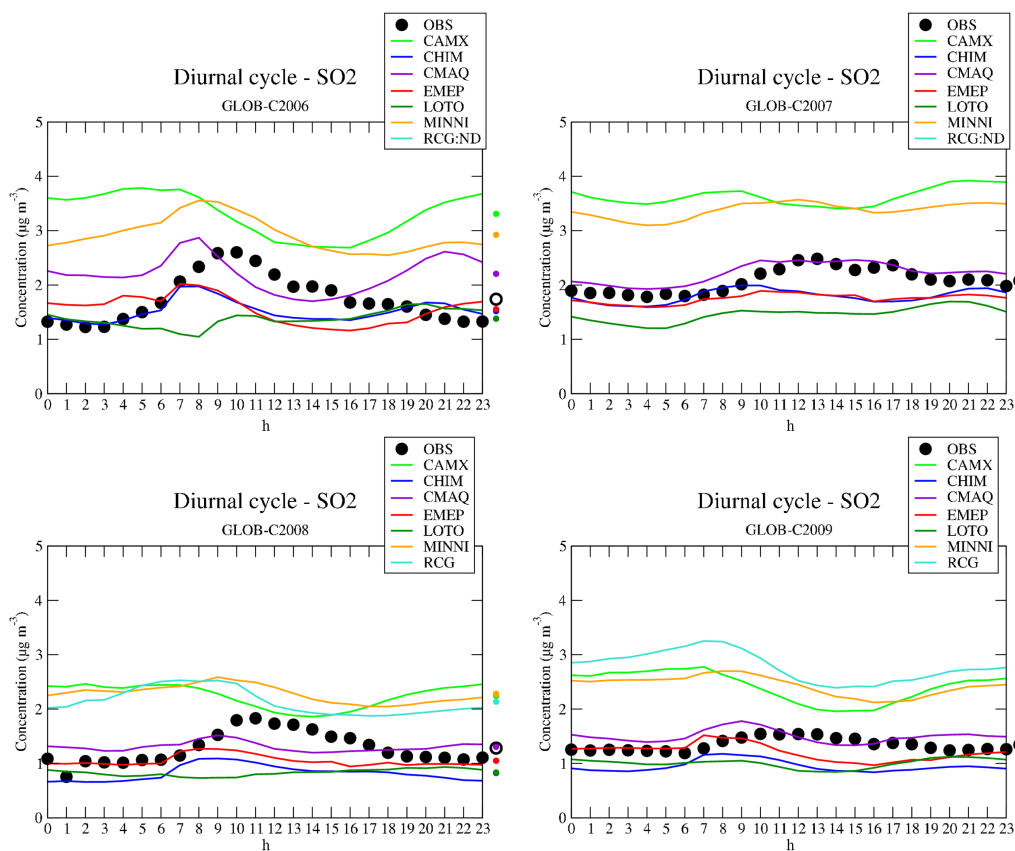 OBS
CAMX
CHIM
CMAQ
EMEP
LOTO
MINNI
RCG:ND
Diurnal cycle - SO2
GLOB-C2006
Concentration (µg m-3)
5
4
3
2
1
0
0 1 2 3 4 5 6 7 8 9 10 11 12 13 14 15 16 17 18 19 20 21 22 23
h
OBS
CAMX
CHIM
CMAQ
EMEP
LOTO
MINNI
RCG:ND
Diurnal cycle - SO2
GLOB-C2007
Concentration (µg m-3)
5
4
3
2
1
0
0 1 2 3 4 5 6 7 8 9 10 11 12 13 14 15 16 17 18 19 20 21 22 23
h
OBS
CAMX
CHIM
CMAQ
EMEP
LOTO
MINNI
RCG
Diurnal cycle - SO2
GLOB-C2008
Concentration (µg m-3)
5
4
3
2
1
0
0 1 2 3 4 5 6 7 8 9 10 11 12 13 14 15 16 17 18 19 20 21 22 23
h
OBS
CAMX
CHIM
CMAQ
EMEP
LOTO
MINNI
RCG
Diurnal cycle - SO2
GLOB-C2009
Concentration (µg m-3)
5
4
3
2
1
0
0 1 2 3 4 5 6 7 8 9 10 11 12 13 14 15 16 17 18 19 20 21 22 23
h